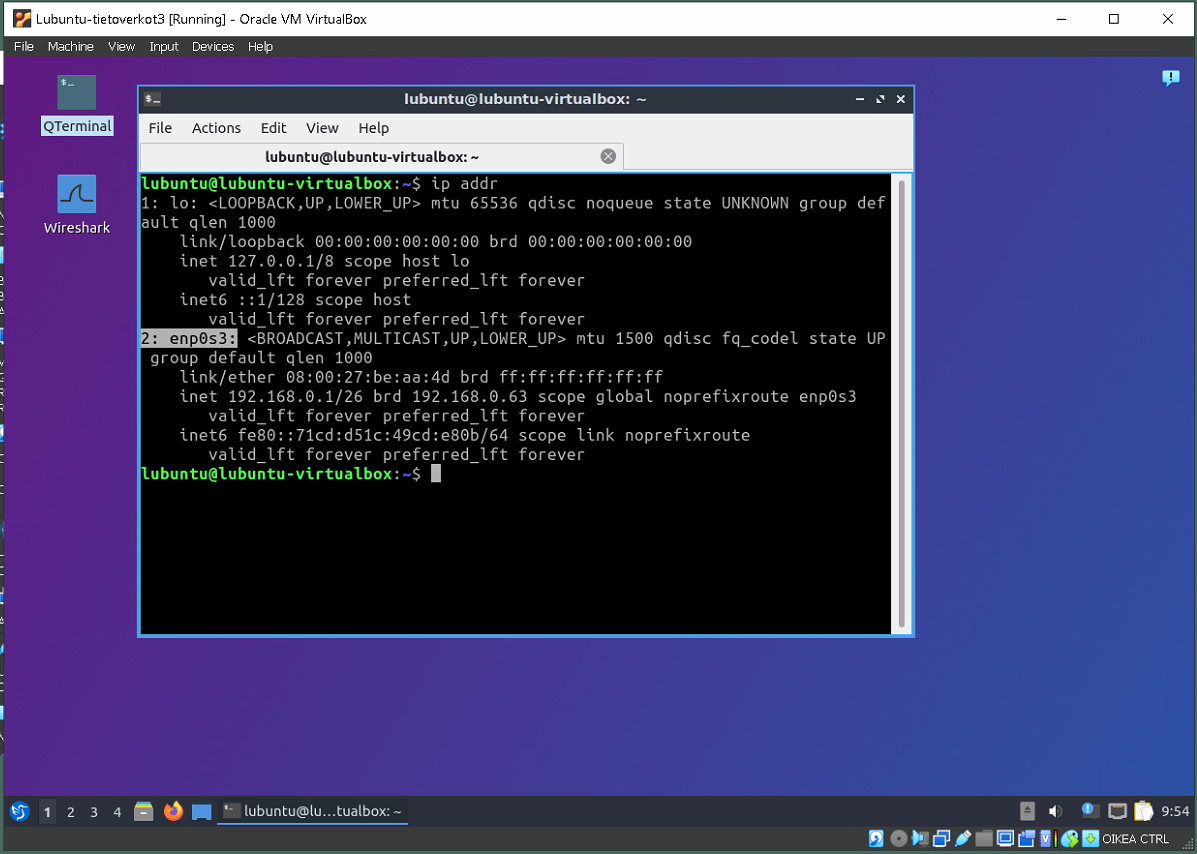 Lubuntu-tietoverkot3 [Running] - Oracle VM VirtualBox
File Machine View Input Devices Help
QTerminal
Wireshark
lubuntu@lubuntu-virtualbox: ~
File Actions Edit View Help
lubuntu@lubuntu-virtualbox: ~
lubuntu@lubuntu-virtualbox:~$ ip addr
1: lo: <LOOPBACK,UP,LOWER_UP> mtu 65536 qdisc noqueue state UNKNOWN group def
ault qlen 1000
link/loopback 00:00:00:00:00:00 brd 00:00:00:00:00:00
inet 127.0.0.1/8 scope host lo
valid_lft forever preferred_lft forever
inet6 ::1/128 scope host
valid_lft forever preferred_lft forever
2: enp0s3: <BROADCAST,MULTICAST,UP,LOWER_UP> mtu 1500 qdisc fq_codel state UP
group default qlen 1000
link/ether 08:00:27:be:aa:4d brd ff:ff:ff:ff:ff:ff
inet 192.168.0.1/26 brd 192.168.0.63 scope global noprefixroute enp0s3
valid_lft forever preferred_lft forever
inet6 fe80::71cd:d51c:49cd:e80b/64 scope link noprefixroute
valid_lft forever preferred_lft forever
lubuntu@lubuntu-virtualbox:~$
1 2 3 4 lubuntu@lu...tualbox: ~ 9:54
OIKEA CTRL